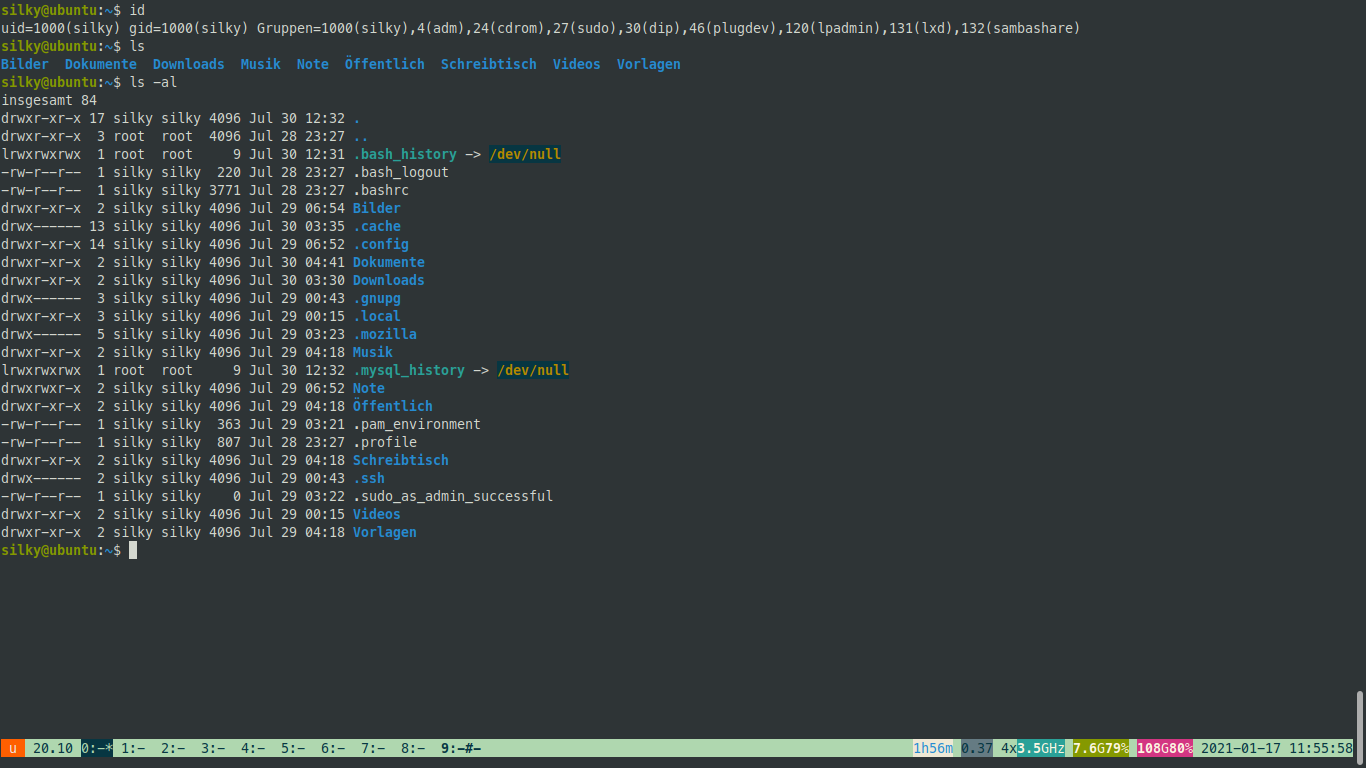 silky@ubuntu:~$ id
uid=1000(silky) gid=1000(silky) Gruppen=1000(silky),4(adm),24(cdrom),27(sudo),30(dip),46(plugdev),120(lpadmin),131(lxd),132(sambashare)
silky@ubuntu:~$ ls
Bilder  Dokumente  Downloads  Musik  Note  Öffentlich  Schreibtisch  Videos  Vorlagen
silky@ubuntu:~$ ls -al
insgesamt 84
drwxr-xr-x 17 silky silky 4096 Jul 30 12:32 .
drwxr-xr-x  3 root  root  4096 Jul 28 23:27 ..
lrwxrwxrwx  1 root  root     9 Jul 30 12:31 .bash_history -> /dev/null
-rw-r--r--  1 silky silky  220 Jul 28 23:27 .bash_logout
-rw-r--r--  1 silky silky 3771 Jul 28 23:27 .bashrc
drwxr-xr-x  2 silky silky 4096 Jul 29 06:54 Bilder
drwx------ 13 silky silky 4096 Jul 30 03:35 .cache
drwxr-xr-x 14 silky silky 4096 Jul 29 06:52 .config
drwxr-xr-x  2 silky silky 4096 Jul 30 04:41 Dokumente
drwxr-xr-x  2 silky silky 4096 Jul 30 03:30 Downloads
drwx------  3 silky silky 4096 Jul 29 00:43 .gnupg
drwxr-xr-x  3 silky silky 4096 Jul 29 00:15 .local
drwx------  5 silky silky 4096 Jul 29 03:23 .mozilla
drwxr-xr-x  2 silky silky 4096 Jul 29 04:18 Musik
lrwxrwxrwx  1 root  root     9 Jul 30 12:32 .mysql_history -> /dev/null
drwxrwxr-x  2 silky silky 4096 Jul 29 06:52 Note
drwxr-xr-x  2 silky silky 4096 Jul 29 04:18 Öffentlich
-rw-r--r--  1 silky silky  363 Jul 29 03:21 .pam_environment
-rw-r--r--  1 silky silky  807 Jul 28 23:27 .profile
drwxr-xr-x  2 silky silky 4096 Jul 29 04:18 Schreibtisch
drwx------  2 silky silky 4096 Jul 29 00:43 .ssh
-rw-r--r--  1 silky silky    0 Jul 29 03:22 .sudo_as_admin_successful
drwxr-xr-x  2 silky silky 4096 Jul 29 00:15 Videos
drwxr-xr-x  2 silky silky 4096 Jul 29 04:18 Vorlagen
silky@ubuntu:~$
u  20.10 0:-* 1:-  2:-  3:-  4:-  5:-  6:-  7:-  8:-  9:-#-  1h56m 0.37 4x3.5GHz 7.6G79% 108G80% 2021-01-17 11:55:58